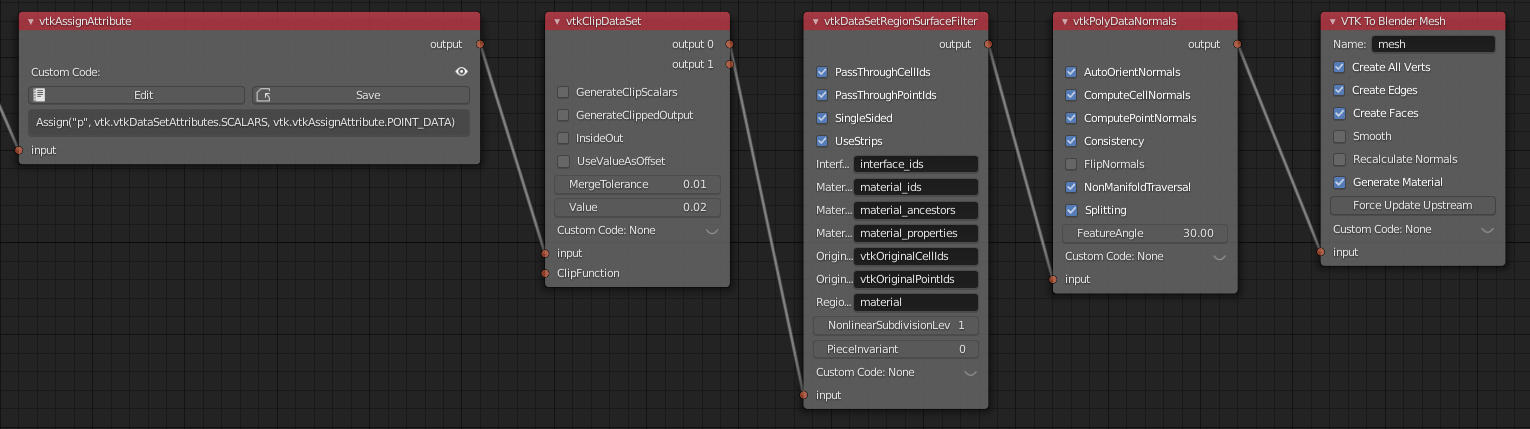 vtkAssignAttribute
output
Custom Code:
Edit
Save
Assign("p", vtk.vtkDataSetAttributes.SCALARS, vtk.vtkAssignAttribute.POINT_DATA)
input
vtkClipDataSet
output 0
output 1
GenerateClipScalars
GenerateClippedOutput
InsideOut
UseValueAsOffset
MergeTolerance 0.01
Value 0.02
Custom Code: None
input
ClipFunction
vtkDataSetRegionSurfaceFilter
output
PassThroughCellIds
PassThroughPointIds
SingleSided
UseStrips
Interf... interface_ids
Mater... material_ids
Mater... material_ancestors
Mater... material_properties
Origin... vtkOriginalCellIds
Origin... vtkOriginalPointIds
Regio... material
NonlinearSubdivisionLev 1
PieceInvariant 0
Custom Code: None
input
vtkPolyDataNormals
output
AutoOrientNormals
ComputeCellNormals
ComputePointNormals
Consistency
FlipNormals
NonManifoldTraversal
Splitting
FeatureAngle 30.00
Custom Code: None
input
VTK To Blender Mesh
Name: mesh
Create All Verts
Create Edges
Create Faces
Smooth
Recalculate Normals
Generate Material
Force Update Upstream
Custom Code: None
input